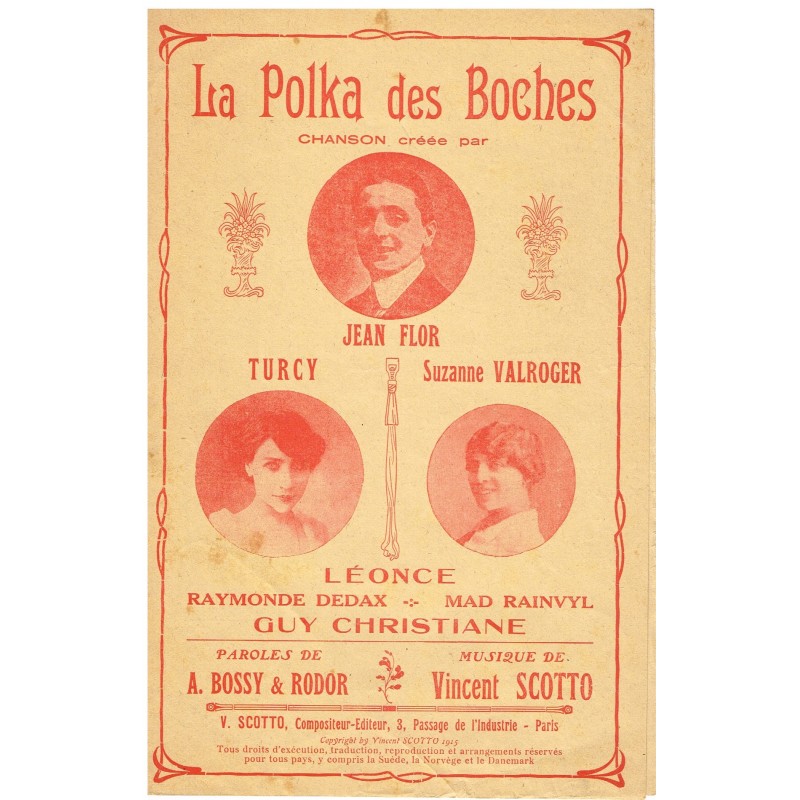 La Polka des Boches
CHANSON créée par
JEAN FLOR
TURCY
Suzanne VALROGER
LÉONCE
RAYMONDE DEDAX MAD RAINVYL
GUY CHRISTIANE
PAROLES DE
A. BOSSY & RODOR
MUSIQUE DE.
Vincent SCOTTO
V. SCOTTO, Compositeur-Editeur, 3, Passage de l'Industrie - Paris
Copyright by Vincent SCOTTO 1915
Tous droits d'exécution, traduction, reproduction et arrangements réservés
pour tous pays, y compris la Suéde, la Norvège et le Danemark